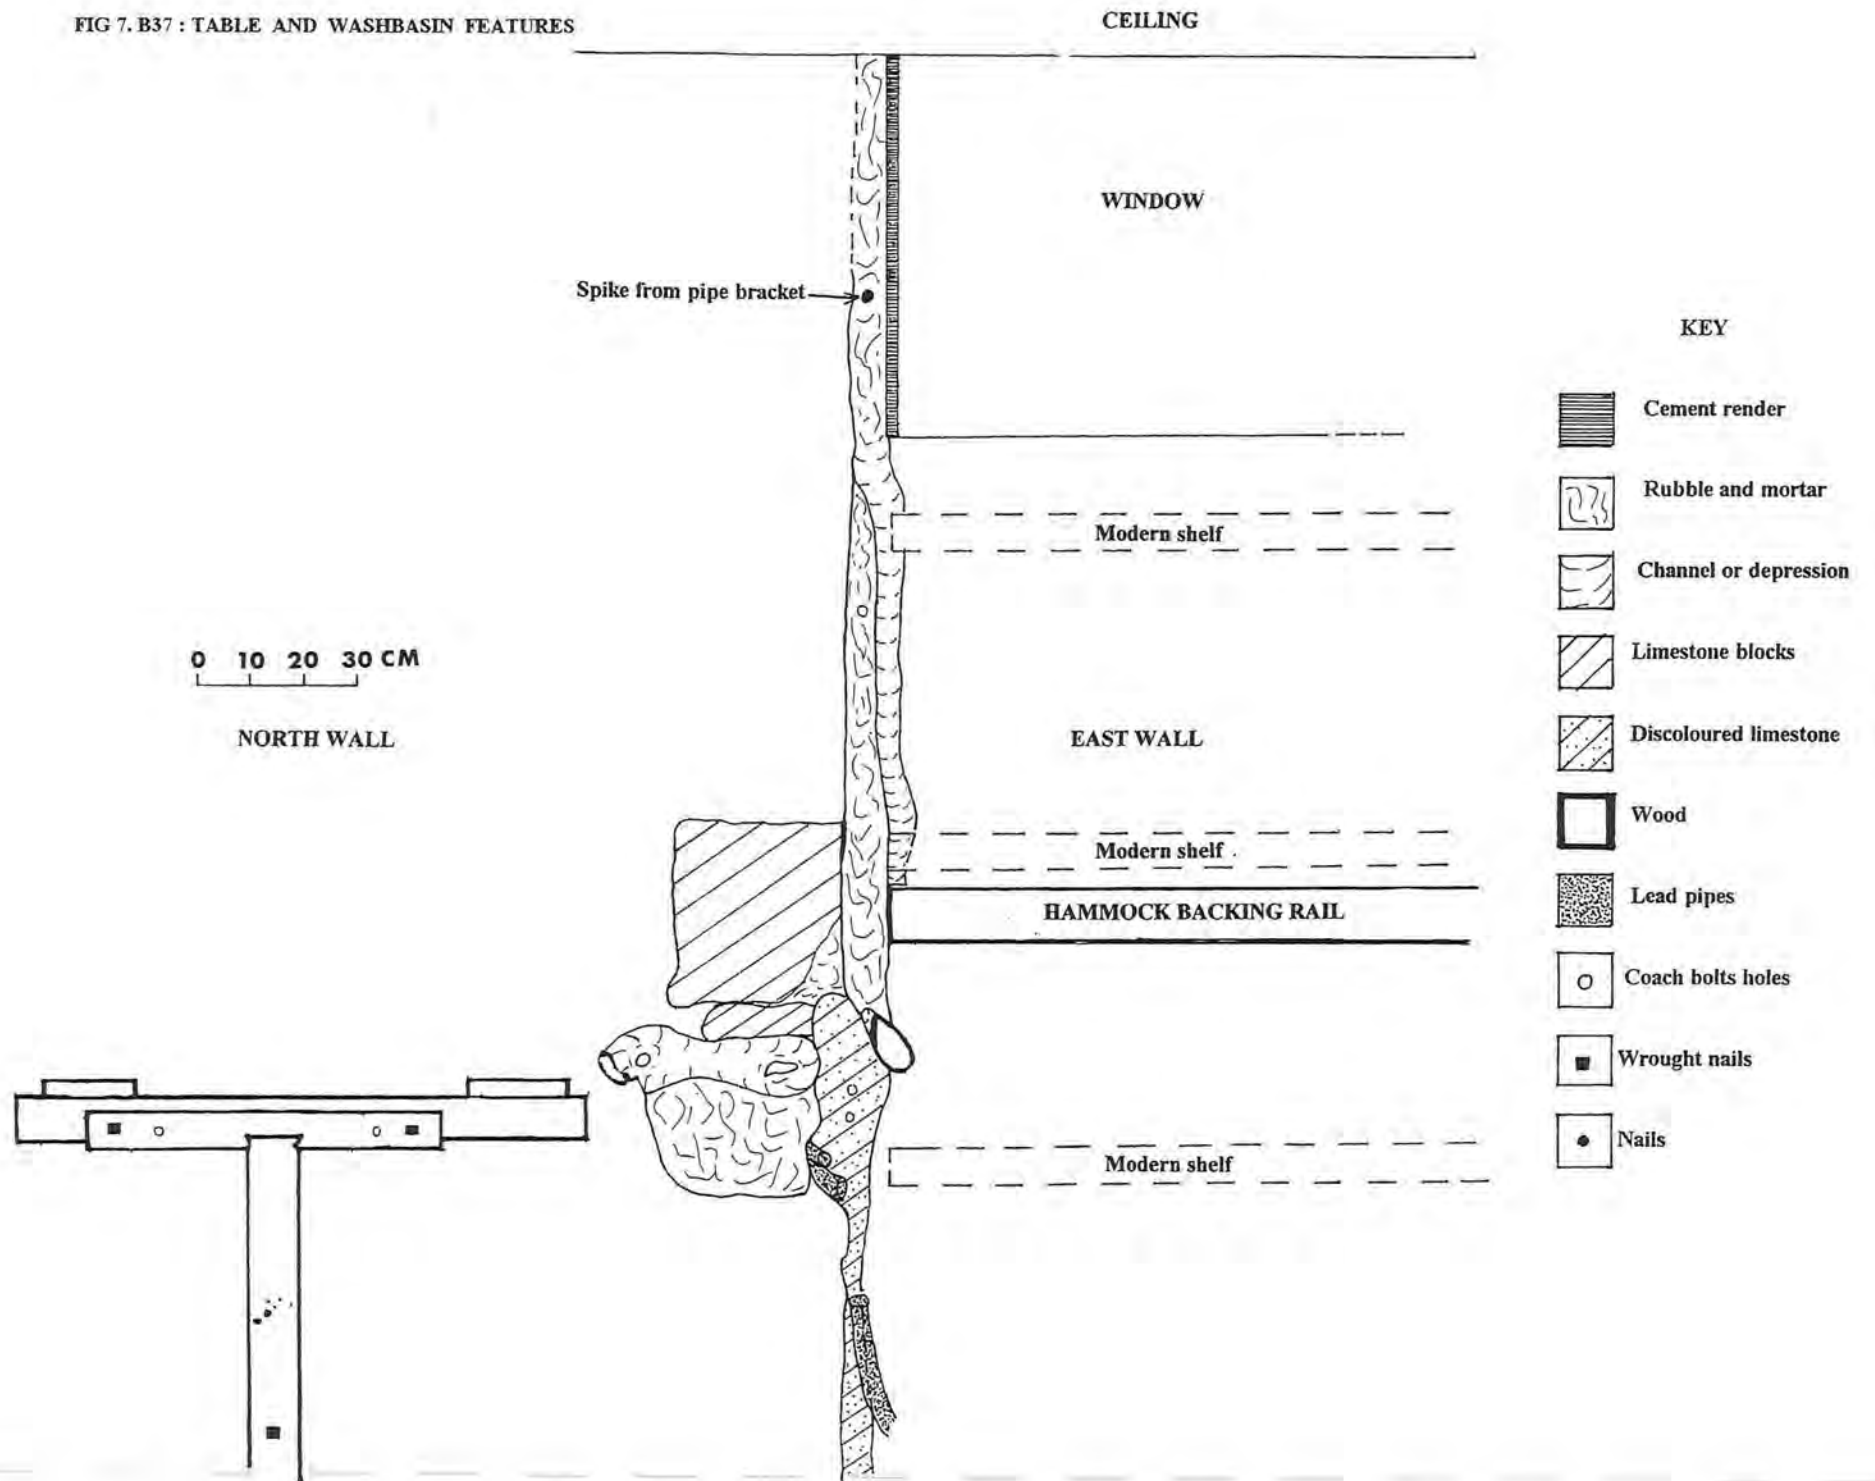 FIG 7. B37 : TABLE AND WASHBASIN FEATURES
CEILING
WINDOW
Spike from pipe bracket
Modern shelf
0 10 20 30 CM
NORTH WALL
EAST WALL
Modern shelf
HAMMOCK BACKING RAIL
Modern shelf
KEY
Cement render
Rubble and mortar
Channel or depression
Limestone blocks
Discoloured limestone
Wood
Lead pipes
Coach bolts holes
Wrought nails
Nails